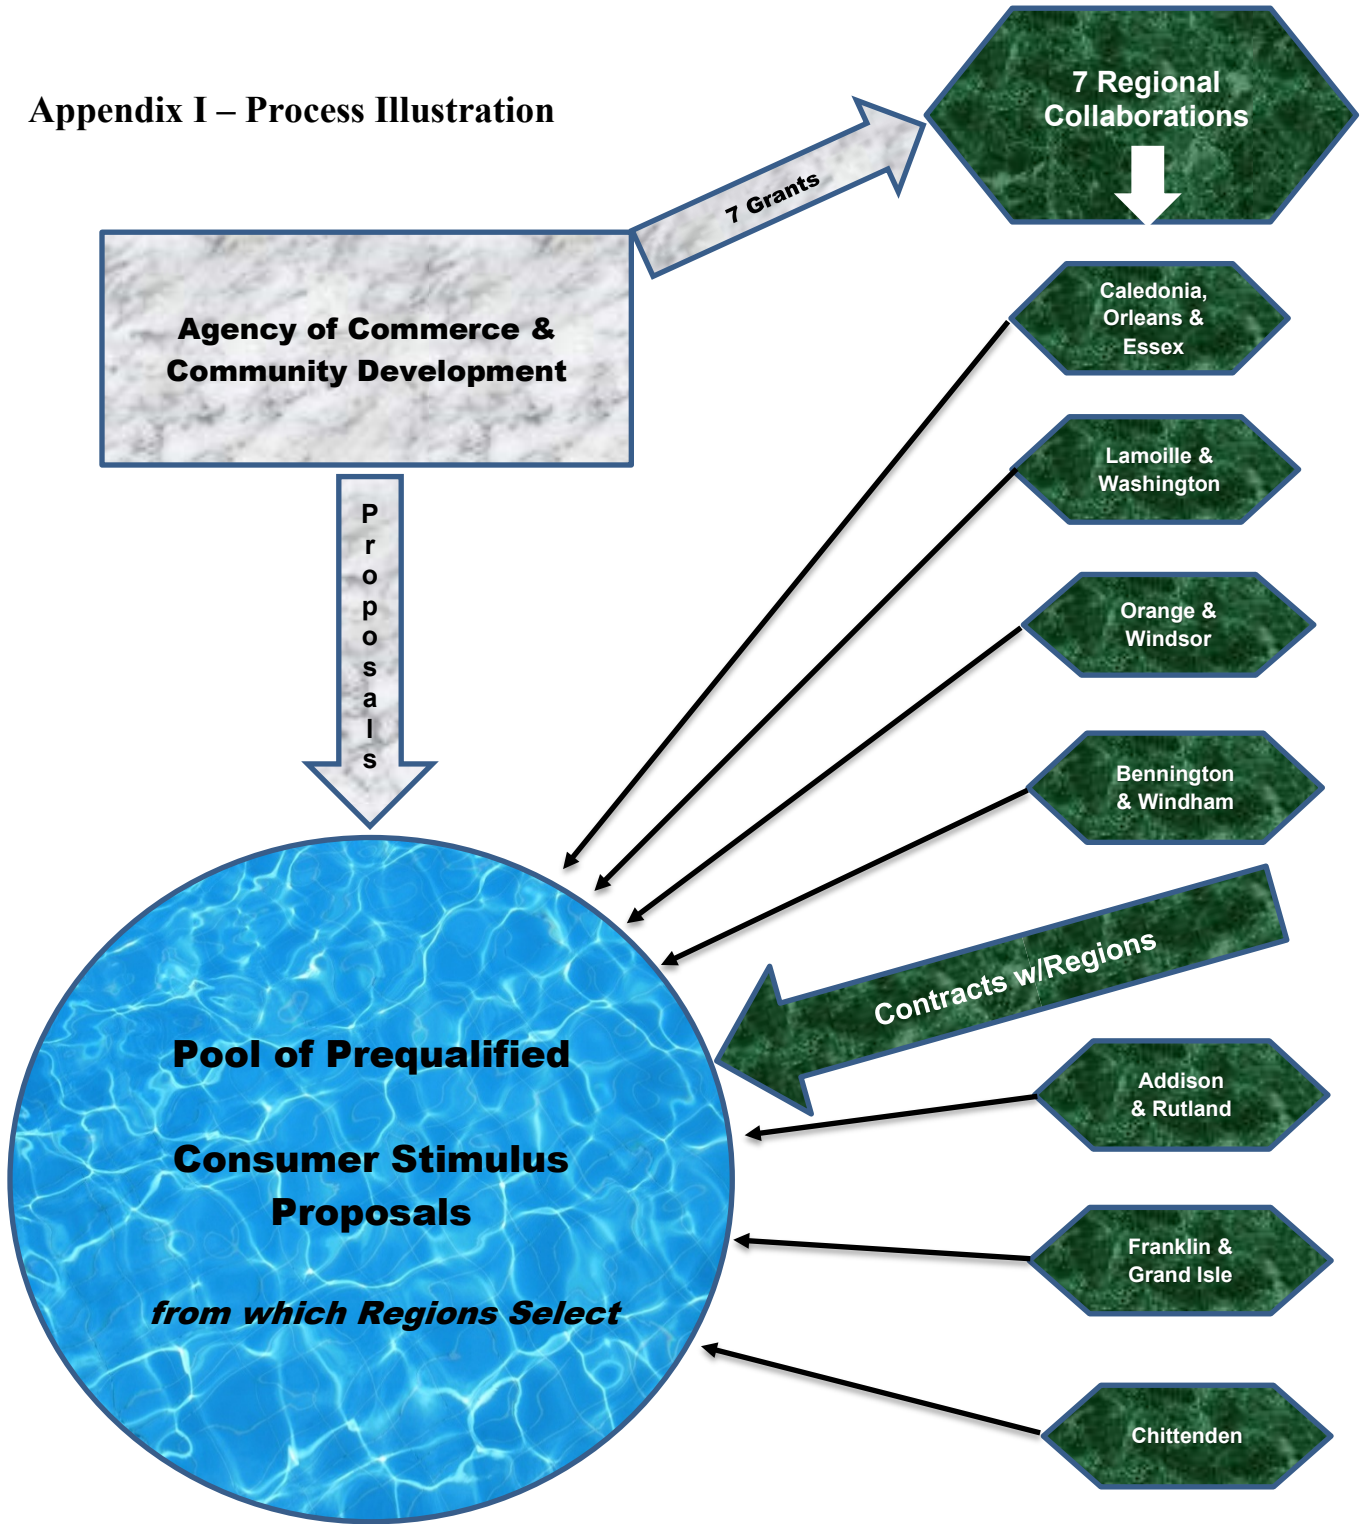 Appendix I – Process Illustration
7 Regional
Collaborations
7 Grants
Agency of Commerce &
Community Development
Caledonia,
Orleans &
Essex
Lamoille &
Washington
Proposals
Orange &
Windsor
Bennington
& Windham
Contracts w/Regions
Pool of Prequalified
Consumer Stimulus
Proposals
from which Regions Select
Addison
& Rutland
Franklin &
Grand Isle
Chittenden